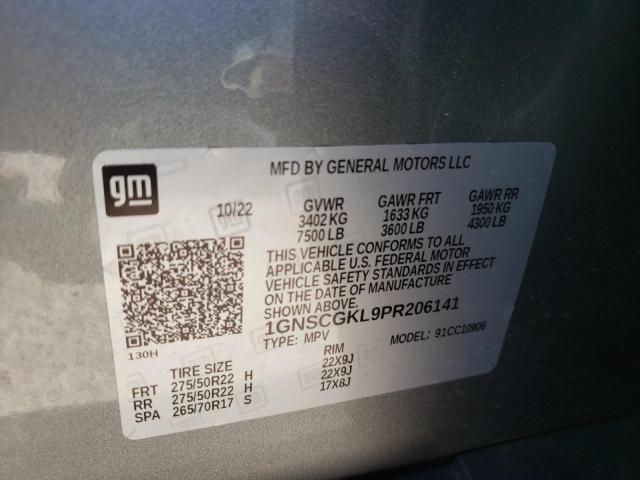 gm
MFD BY GENERAL MOTORS LLC
10/22 GVWR GAWR FRT GAWR RR
3402 KG 1633 KG 1950 KG
7500 LB 3600 LB 4300 LB
THIS VEHICLE CONFORMS TO ALL
APPLICABLE U.S. FEDERAL MOTOR
VEHICLE SAFETY STANDARDS IN EFFECT
ON THE DATE OF MANUFACTURE
SHOWN ABOVE.
1GNSCGKL9PR206141
TYPE: MPV MODEL: 91CC10906
130H
TIRE SIZE RIM
FRT 275/50R22 H 22X9J
RR 275/50R22 H 22X9J
SPA 265/70R17 S 17X8J